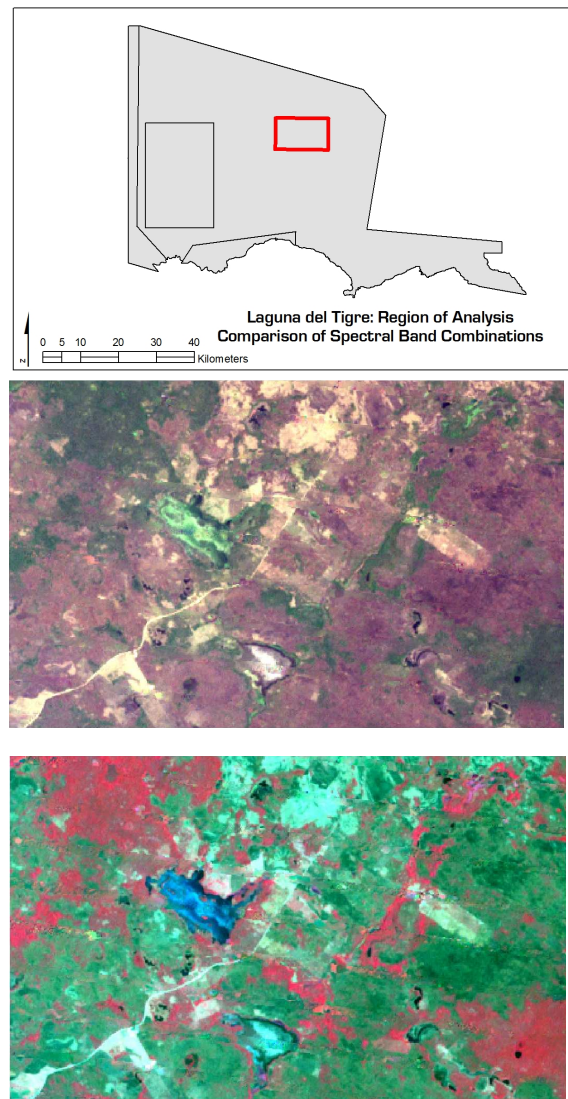 Laguna del Tigre: Region of Analysis
Comparison of Spectral Band Combinations
N
0 5 10 20 30 40
Kilometers